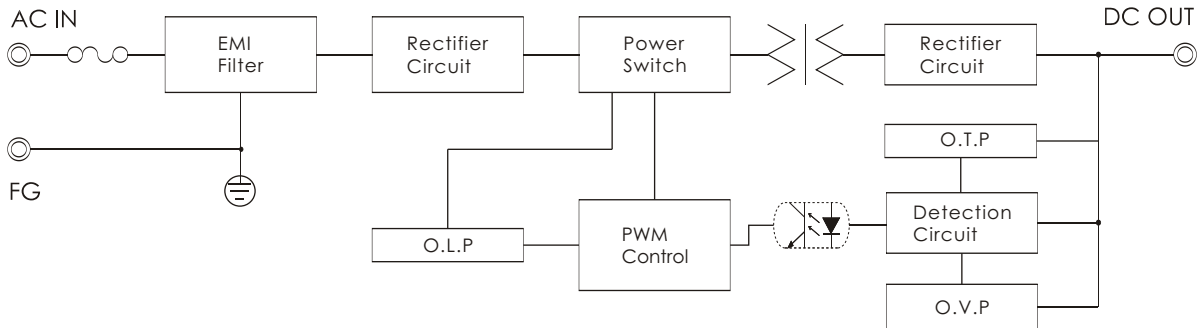 AC IN
DC OUT
EMI
Filter
Rectifier
Circuit
Power
Switch
Rectifier
Circuit
O.T.P
FG
Detection
Circuit
O.L.P
PWM
Control
O.V.P